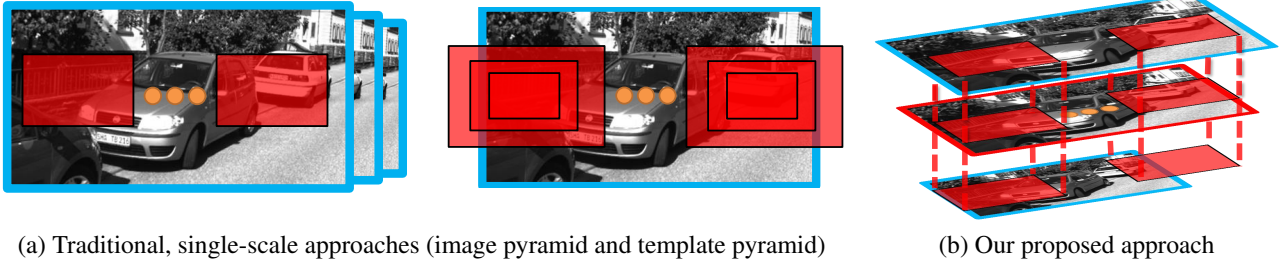 (a) Traditional, single-scale approaches (image pyramid and template pyramid)
(b) Our proposed approach